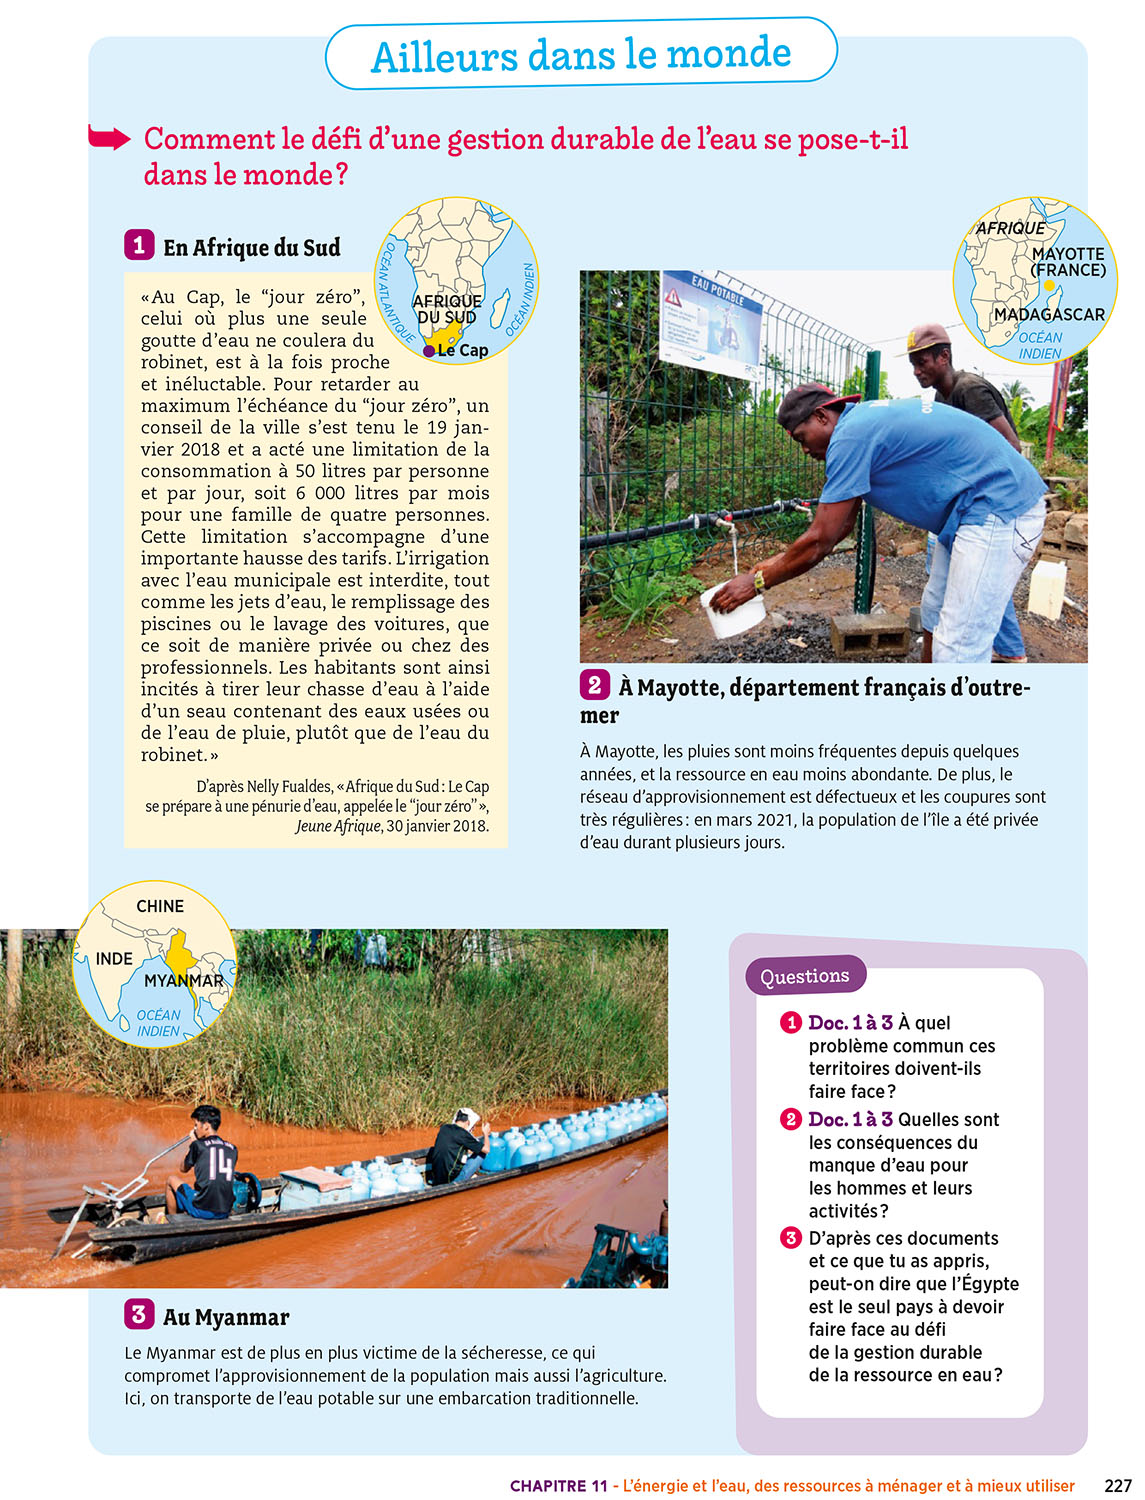 Ailleurs dans le monde
Comment le défi d'une gestion durable de l'eau se pose-t-il
dans le monde ?
1 En Afrique du Sud
OCÉAN ATLANTIQUE
OCÉAN INDIEN
AFRIQUE
DU SUD
Le Cap
« Au Cap, le “jour zéro”,
celui où plus une seule
goutte d'eau ne coulera du
robinet, est à la fois proche
et inéluctable. Pour retarder au
maximum l'échéance du “jour zéro”, un
conseil de la ville s'est tenu le 19 jan-
vier 2018 et a acté une limitation de la
consommation à 50 litres par personne
et par jour, soit 6 000 litres par mois
pour une famille de quatre personnes.
Cette limitation s'accompagne d'une
importante hausse des tarifs. L'irrigation
avec l'eau municipale est interdite, tout
comme les jets d'eau, le remplissage des
piscines ou le lavage des voitures, que
ce soit de manière privée ou chez des
professionnels. Les habitants sont ainsi
incités à tirer leur chasse d'eau à l'aide
d'un seau contenant des eaux usées ou
de l'eau de pluie, plutôt que de l'eau du
robinet. »
D'après Nelly Fualdes, « Afrique du Sud : Le Cap
se prépare à une pénurie d'eau, appelée le “jour zéro” »,
Jeune Afrique, 30 janvier 2018.
AFRIQUE
MAYOTTE
(FRANCE)
MADAGASCAR
OCÉAN
INDIEN
EAU POTABLE
2 À Mayotte, département français d'outre-
mer
À Mayotte, les pluies sont moins fréquentes depuis quelques
années, et la ressource en eau moins abondante. De plus, le
réseau d'approvisionnement est défectueux et les coupures sont
très régulières : en mars 2021, la population de l'île a été privée
d'eau durant plusieurs jours.
CHINE
INDE
MYANMAR
OCÉAN
INDIEN
14
3 Au Myanmar
Le Myanmar est de plus en plus victime de la sécheresse, ce qui
compromet l'approvisionnement de la population mais aussi l'agriculture.
Ici, on transporte de l'eau potable sur une embarcation traditionnelle.
Questions
1 Doc. 1 à 3 À quel
problème commun ces
territoires doivent-ils
faire face ?
2 Doc. 1 à 3 Quelles sont
les conséquences du
manque d'eau pour
les hommes et leurs
activités ?
3 D'après ces documents
et ce que tu as appris,
peut-on dire que l'Égypte
est le seul pays à devoir
faire face au défi
de la gestion durable
de la ressource en eau ?
CHAPITRE 11 - L'énergie et l'eau, des ressources à ménager et à mieux utiliser 227